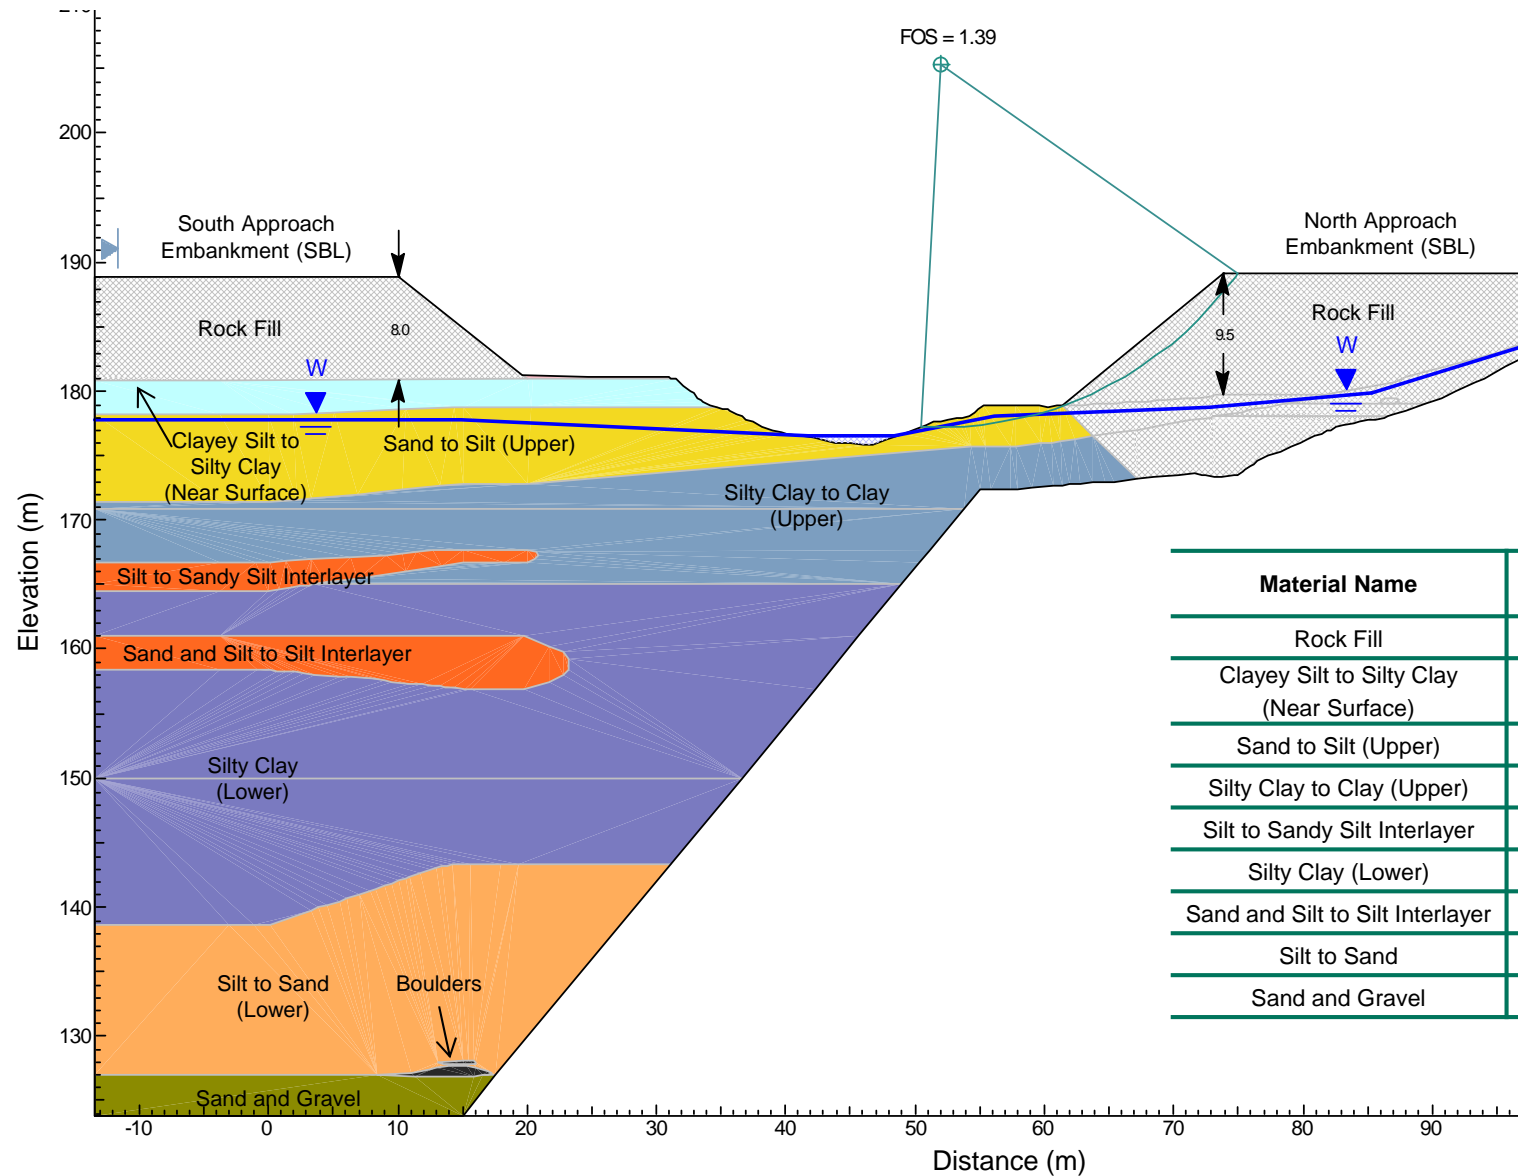 210
FOS = 1.39
200
South Approach
Embankment (SBL)
North Approach
Embankment (SBL)
190
Rock Fill
8.0
9.5
Rock Fill
W
W
180
Clayey Silt to
Silty Clay
(Near Surface)
Sand to Silt (Upper)
Silty Clay to Clay
(Upper)
170
Silt to Sandy Silt Interlayer
160
Sand and Silt to Silt Interlayer
Silty Clay
(Lower)
150
140
Silt to Sand
(Lower)
Boulders
130
Sand and Gravel
Elevation (m)
-10 0 10 20 30 40 50 60 70 80 90
Distance (m)
Material Name
Rock Fill
Clayey Silt to Silty Clay
(Near Surface)
Sand to Silt (Upper)
Silty Clay to Clay (Upper)
Silt to Sandy Silt Interlayer
Silty Clay (Lower)
Sand and Silt to Silt Interlayer
Silt to Sand
Sand and Gravel